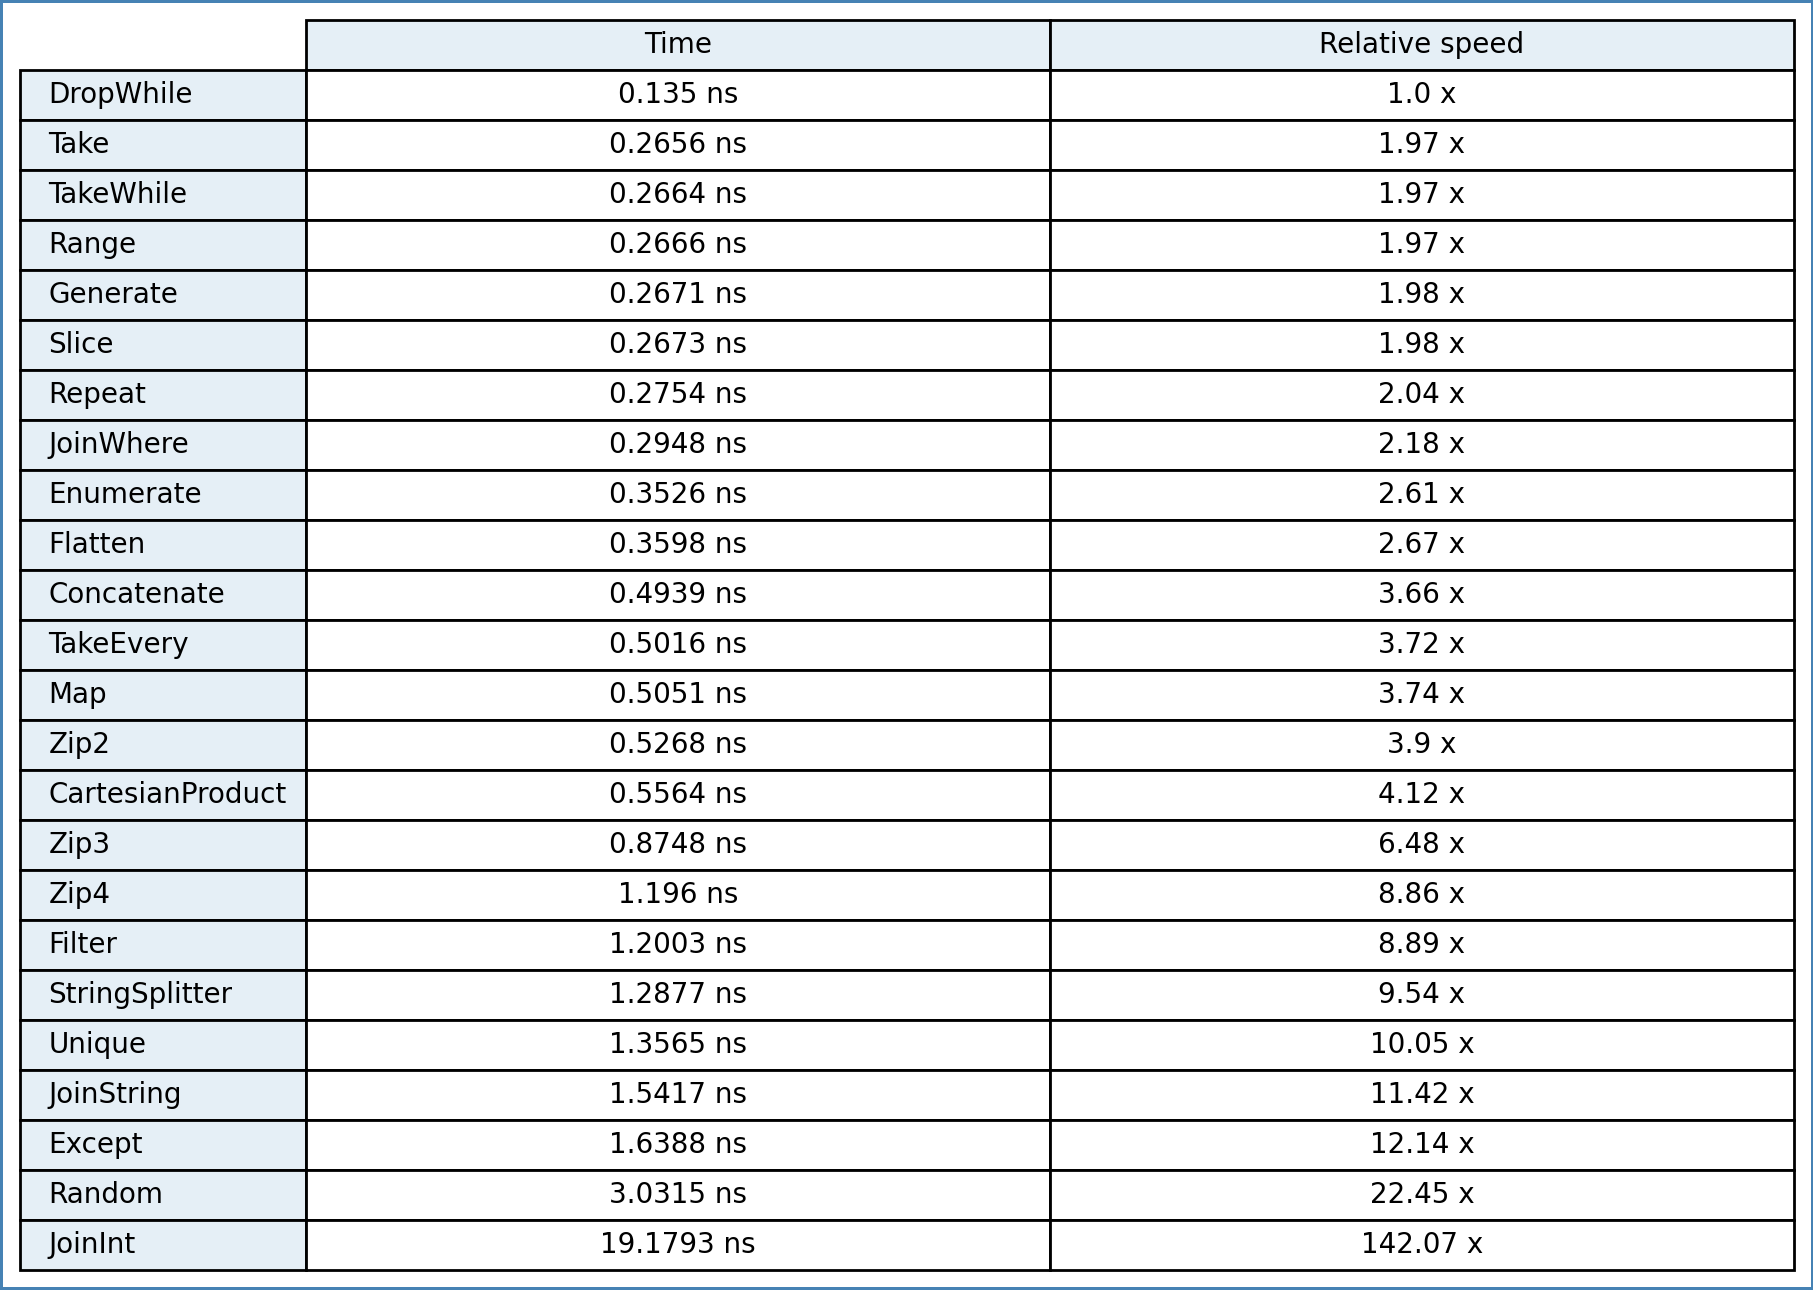 Time Relative speed
DropWhile 0.135 ns 1.0 x
Take 0.2656 ns 1.97 x
TakeWhile 0.2664 ns 1.97 x
Range 0.2666 ns 1.97 x
Generate 0.2671 ns 1.98 x
Slice 0.2673 ns 1.98 x
Repeat 0.2754 ns 2.04 x
JoinWhere 0.2948 ns 2.18 x
Enumerate 0.3526 ns 2.61 x
Flatten 0.3598 ns 2.67 x
Concatenate 0.4939 ns 3.66 x
TakeEvery 0.5016 ns 3.72 x
Map 0.5051 ns 3.74 x
Zip2 0.5268 ns 3.9 x
CartesianProduct 0.5564 ns 4.12 x
Zip3 0.8748 ns 6.48 x
Zip4 1.196 ns 8.86 x
Filter 1.2003 ns 8.89 x
StringSplitter 1.2877 ns 9.54 x
Unique 1.3565 ns 10.05 x
JoinString 1.5417 ns 11.42 x
Except 1.6388 ns 12.14 x
Random 3.0315 ns 22.45 x
JoinInt 19.1793 ns 142.07 x